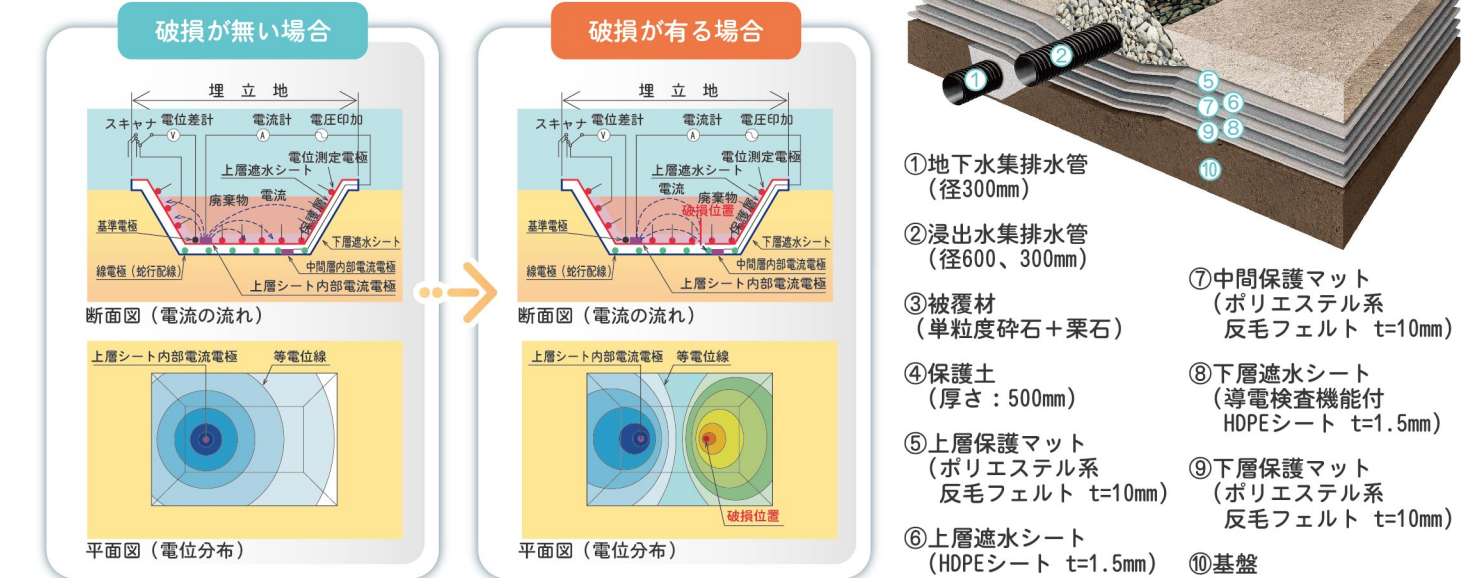 破損が無い場合
埋立地
スキャナ 電位差計 電流計 電圧印加
V A
電位測定電極
上層遮水シート
電流
廃棄物
保護層
基準電極
下層遮水シート
線電極（蛇行配線）
中間層内部電流電極
上層シート内部電流電極
断面図（電流の流れ）
上層シート内部電流電極 等電位線
平面図（電位分布）
破損が有る場合
埋立地
スキャナ 電位差計 電流計 電圧印加
V A
電位測定電極
上層遮水シート
電流
廃棄物
破損位置
保護層
基準電極
下層遮水シート
線電極（蛇行配線）
中間層内部電流電極
上層シート内部電流電極
断面図（電流の流れ）
上層シート内部電流電極 等電位線
破損位置
平面図（電位分布）
① ②
⑤
⑦ ⑥
⑨ ⑧
⑩
①地下水集排水管
（径300mm）
②浸出水集排水管
（径600、300mm）
③被覆材
（単粒度砕石＋栗石）
④保護土
（厚さ：500mm）
⑤上層保護マット
（ポリエステル系
反毛フェルト t=10mm）
⑥上層遮水シート
（HDPEシート t=1.5mm）
⑦中間保護マット
（ポリエステル系
反毛フェルト t=10mm）
⑧下層遮水シート
（導電検査機能付
HDPEシート t=1.5mm）
⑨下層保護マット
（ポリエステル系
反毛フェルト t=10mm）
⑩基盤